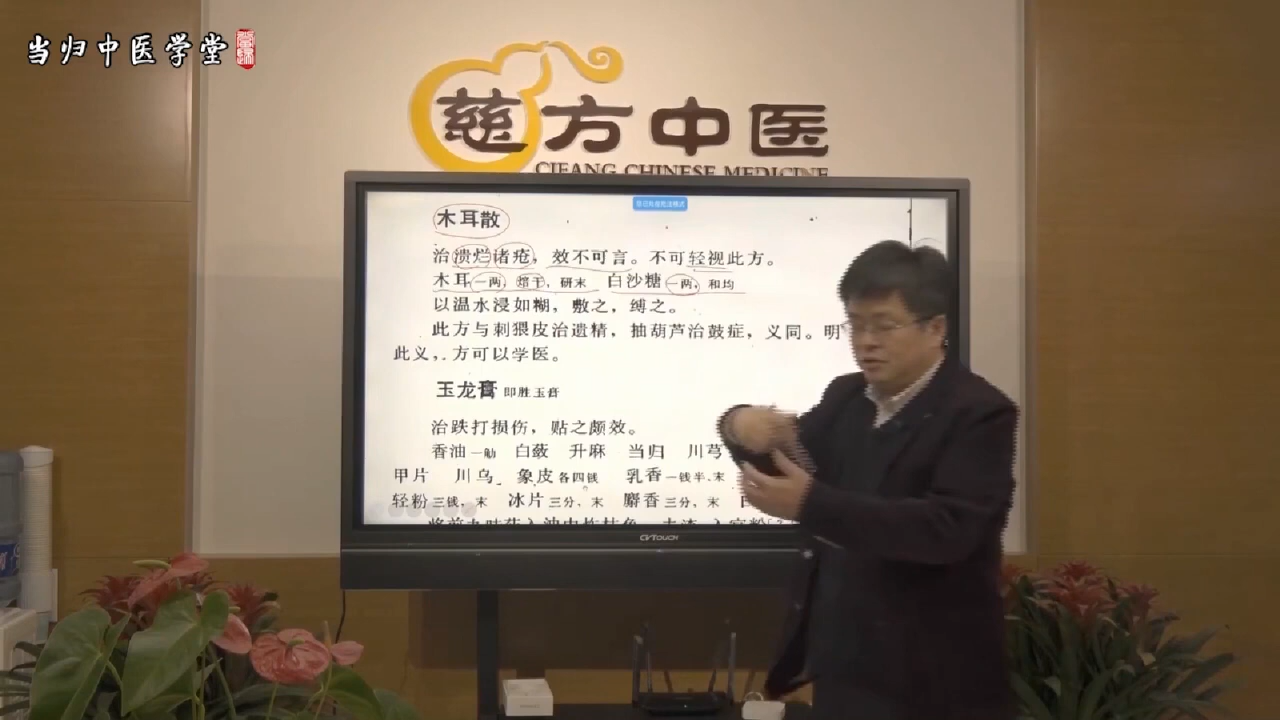 当归中医学堂
慈方中医
CIFANG CHINESE MEDICINE
木耳散
治溃烂诸疮，效不可言。不可轻视此方。
木耳一两，焙干，研末 白沙糖一两，和均
以温水浸如糊，敷之，缚之。
此方与刺猬皮治遗精，抽葫芦治鼓症，义同。明
此义，方可以学医。
玉龙膏 即胜玉膏
治跌打损伤，贴之颇效。
香油一觔 白蔹 升麻 当归 川芎
甲片 川乌 象皮各四钱 乳香一钱半，末
轻粉三钱，末 冰片三分，末 麝香三分，末
CVTOUCH